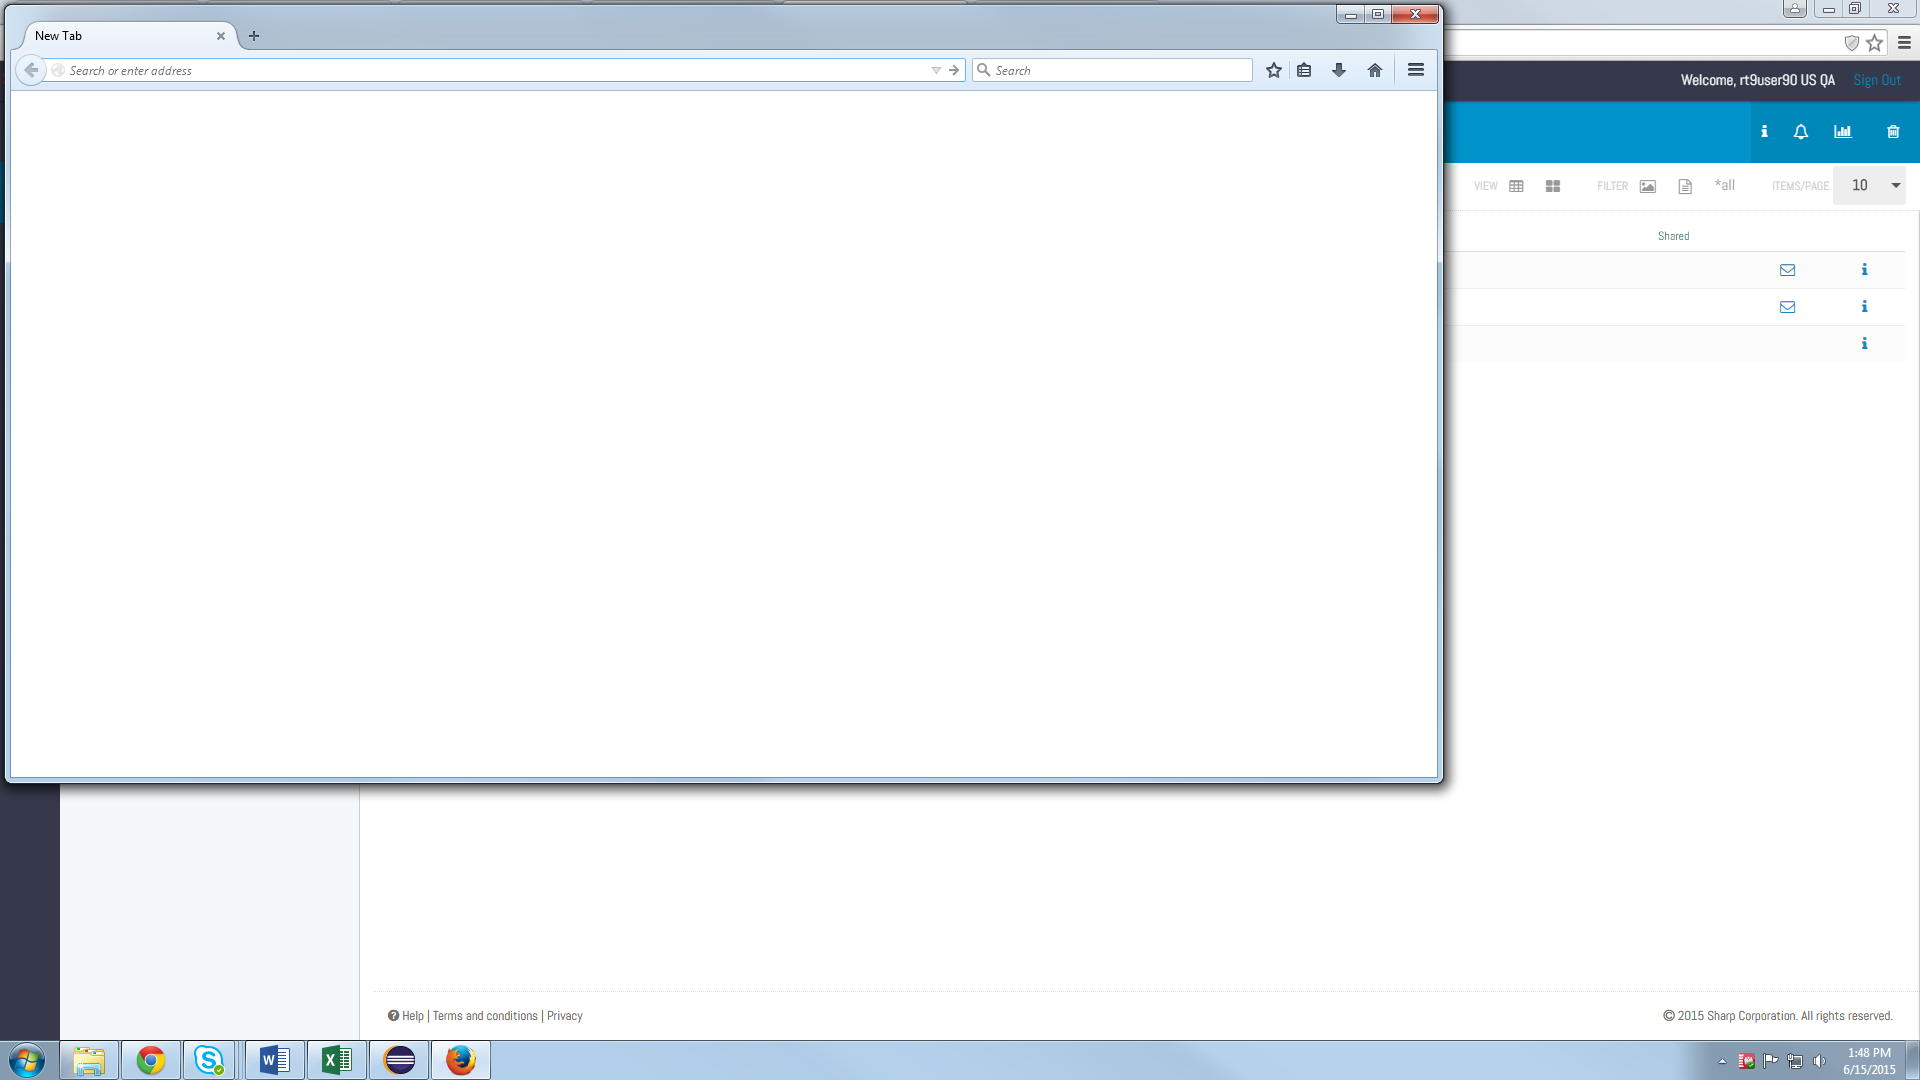 New Tab
Search or enter address
Search
Welcome, rt9user90 US QA Sign Out
VIEW FILTER *all ITEMS/PAGE 10
Shared
Help | Terms and conditions | Privacy
© 2015 Sharp Corporation. All rights reserved.
1:48 PM
6/15/2015